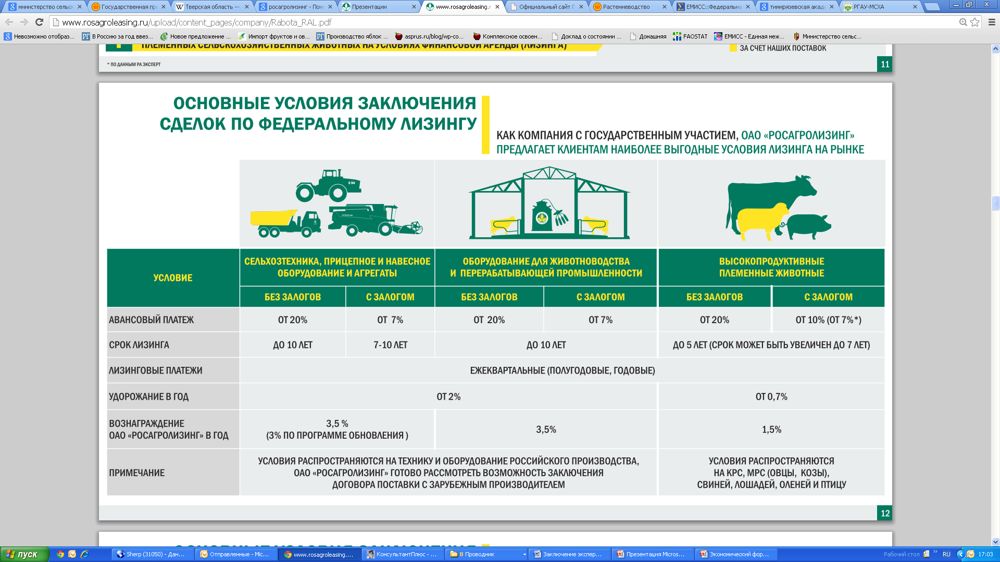 министерство сельск
Государственная пр
Тверская область —
росагролизинг - Пои
Презентации
www.rosagroleasing.r
Официальный сайт
Растениеводство
ЕМИСС::Федеральна
тимирязевская акад
РГАУ-МСХА
www.rosagroleasing.ru/upload/content_pages/company/Rabota_RAL.pdf
Невозможно отобраз...
В Россию за год ввез...
Новое предложение ...
Импорт фруктов и ов...
Производство яблок ...
asprus.ru/blog/wp-co...
Комплексное освоен...
Доклад о состоянии ...
Домашняя
FAOSTAT
ЕМИСС - Единая меж...
Министерство сельс...
ПЛЕМЕННЫХ СЕЛЬСКОХОЗЯЙСТВЕННЫХ ЖИВОТНЫХ НА УСЛОВИЯХ ФИНАНСОВОЙ АРЕНДЫ (ЛИЗИНГА)
ЗА СЧЕТ НАШИХ ПОСТАВОК
* ПО ДАННЫМ РА ЭКСПЕРТ
11
ОСНОВНЫЕ УСЛОВИЯ ЗАКЛЮЧЕНИЯ
СДЕЛОК ПО ФЕДЕРАЛЬНОМУ ЛИЗИНГУ
КАК КОМПАНИЯ С ГОСУДАРСТВЕННЫМ УЧАСТИЕМ, ОАО «РОСАГРОЛИЗИНГ»
ПРЕДЛАГАЕТ КЛИЕНТАМ НАИБОЛЕЕ ВЫГОДНЫЕ УСЛОВИЯ ЛИЗИНГА НА РЫНКЕ
К 744
ACROS 590
УСЛОВИЕ
СЕЛЬХОЗТЕХНИКА, ПРИЦЕПНОЕ И НАВЕСНОЕ
ОБОРУДОВАНИЕ И АГРЕГАТЫ
ОБОРУДОВАНИЕ ДЛЯ ЖИВОТНОВОДСТВА
И ПЕРЕРАБАТЫВАЮЩЕЙ ПРОМЫШЛЕННОСТИ
ВЫСОКОПРОДУКТИВНЫЕ
ПЛЕМЕННЫЕ ЖИВОТНЫЕ
БЕЗ ЗАЛОГОВ
С ЗАЛОГОМ
БЕЗ ЗАЛОГОВ
С ЗАЛОГОМ
БЕЗ ЗАЛОГОВ
С ЗАЛОГОМ
АВАНСОВЫЙ ПЛАТЕЖ
ОТ 20%
ОТ 7%
ОТ 20%
ОТ 7%
ОТ 20%
ОТ 10% (ОТ 7%*)
СРОК ЛИЗИНГА
ДО 10 ЛЕТ
7-10 ЛЕТ
ДО 10 ЛЕТ
ДО 5 ЛЕТ (СРОК МОЖЕТ БЫТЬ УВЕЛИЧЕН ДО 7 ЛЕТ)
ЛИЗИНГОВЫЕ ПЛАТЕЖИ
ЕЖЕКВАРТАЛЬНЫЕ (ПОЛУГОДОВЫЕ, ГОДОВЫЕ)
УДОРОЖАНИЕ В ГОД
ОТ 2%
ОТ 0,7%
ВОЗНАГРАЖДЕНИЕ
ОАО «РОСАГРОЛИЗИНГ» В ГОД
3,5 %
(3% ПО ПРОГРАММЕ ОБНОВЛЕНИЯ )
3,5%
1,5%
ПРИМЕЧАНИЕ
УСЛОВИЯ РАСПРОСТРАНЯЮТСЯ НА ТЕХНИКУ И ОБОРУДОВАНИЕ РОССИЙСКОГО ПРОИЗВОДСТВА,
ОАО «РОСАГРОЛИЗИНГ» ГОТОВО РАССМОТРЕТЬ ВОЗМОЖНОСТЬ ЗАКЛЮЧЕНИЯ
ДОГОВОРА ПОСТАВКИ С ЗАРУБЕЖНЫМ ПРОИЗВОДИТЕЛЕМ
УСЛОВИЯ РАСПРОСТРАНЯЮТСЯ
НА КРС, МРС (ОВЦЫ, КОЗЫ),
СВИНЕЙ, ЛОШАДЕЙ, ОЛЕНЕЙ И ПТИЦУ
12
ОСНОВНЫЕ УСЛОВИЯ ЗАКЛЮЧЕНИЯ
пуск
Sherp (31050) - Дан...
Отправленные - Mic...
www.rosagroleasing....
КонсультантПлюс - ...
8 Проводник
Заключение экспер...
Презентация Micros...
Экономический фор...
Рабочий стол
RU
17:03